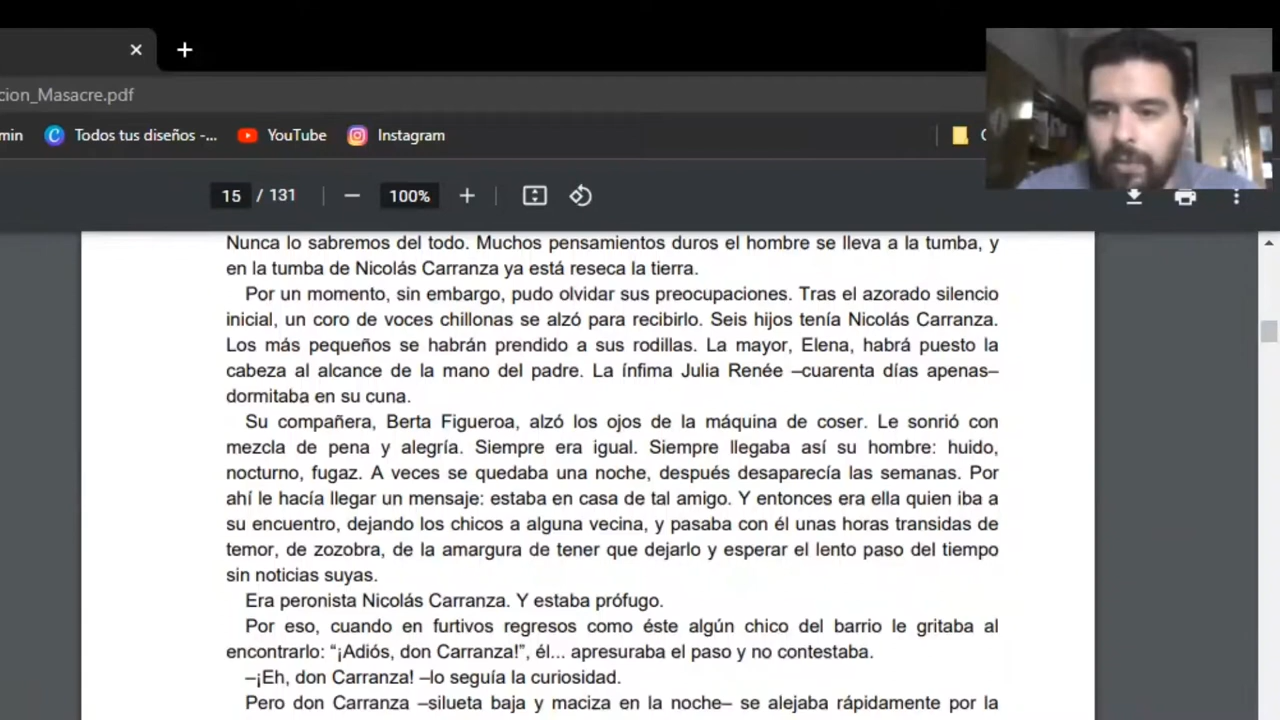 cion_Masacre.pdf
min Todos tus diseños -... YouTube Instagram
15 / 131 100%
Nunca lo sabremos del todo. Muchos pensamientos duros el hombre se lleva a la tumba, y
en la tumba de Nicolás Carranza ya está reseca la tierra.
Por un momento, sin embargo, pudo olvidar sus preocupaciones. Tras el azorado silencio
inicial, un coro de voces chillonas se alzó para recibirlo. Seis hijos tenía Nicolás Carranza.
Los más pequeños se habrán prendido a sus rodillas. La mayor, Elena, habrá puesto la
cabeza al alcance de la mano del padre. La ínfima Julia Renée –cuarenta días apenas–
dormitaba en su cuna.
Su compañera, Berta Figueroa, alzó los ojos de la máquina de coser. Le sonrió con
mezcla de pena y alegría. Siempre era igual. Siempre llegaba así su hombre: huido,
nocturno, fugaz. A veces se quedaba una noche, después desaparecía las semanas. Por
ahí le hacía llegar un mensaje: estaba en casa de tal amigo. Y entonces era ella quien iba a
su encuentro, dejando los chicos a alguna vecina, y pasaba con él unas horas transidas de
temor, de zozobra, de la amargura de tener que dejarlo y esperar el lento paso del tiempo
sin noticias suyas.
Era peronista Nicolás Carranza. Y estaba prófugo.
Por eso, cuando en furtivos regresos como éste algún chico del barrio le gritaba al
encontrarlo: “¡Adiós, don Carranza!”, él... apresuraba el paso y no contestaba.
–¡Eh, don Carranza! –lo seguía la curiosidad.
Pero don Carranza –silueta baja y maciza en la noche– se alejaba rápidamente por la